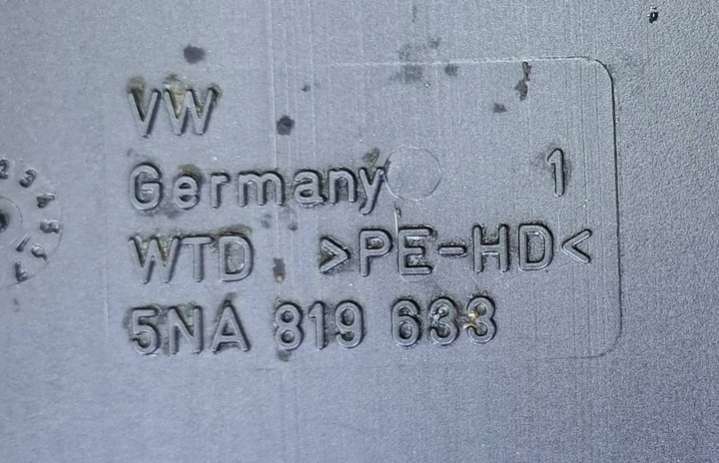 VW
Germany 1
WTD >PE-HD<
5NA 819 633